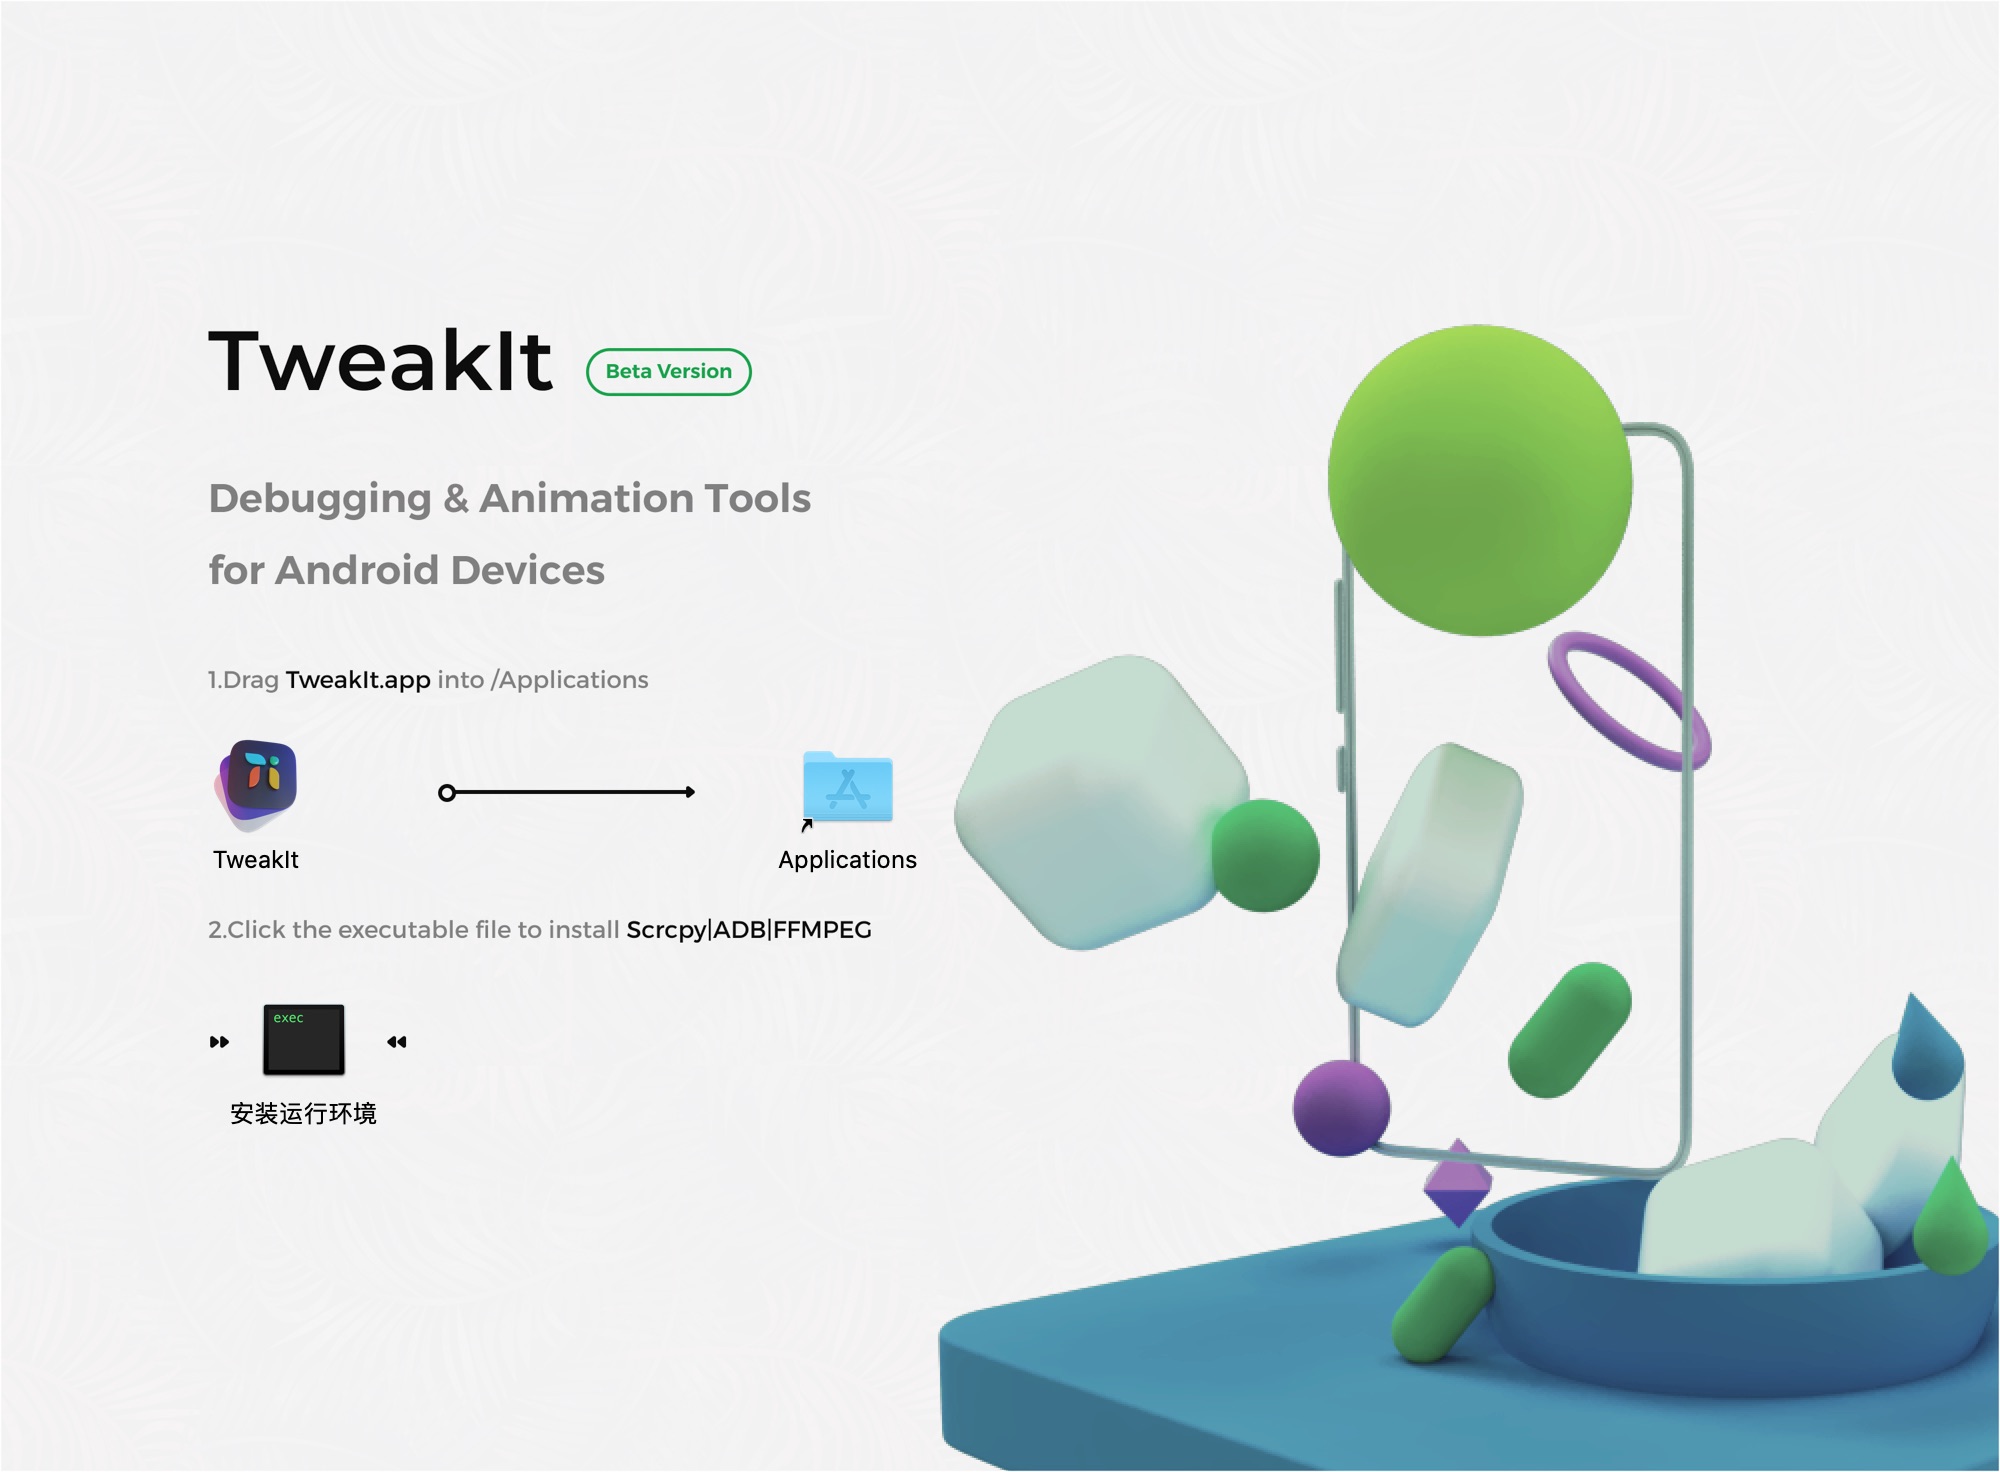 TweakIt
Beta Version
Debugging & Animation Tools
for Android Devices
1.Drag TweakIt.app into /Applications
TweakIt
Applications
2.Click the executable file to install Scrcpy|ADB|FFMPEG
exec
安装运行环境